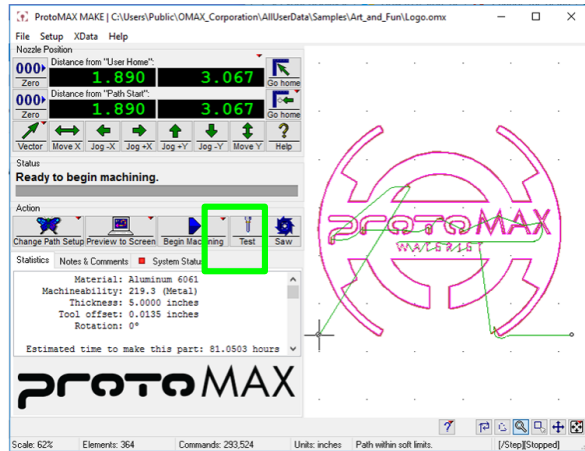 ProtoMAX MAKE | C:\Users\Public\OMAX_Corporation\AllUserData\Samples\Art_and_Fun\Logo.omx
File Setup XData Help
Nozzle Position
Distance from "User Home":
000 1.890 3.067
Zero Go home
Distance from "Path Start":
000 1.890 3.067
Zero Go home
Vector Move X Jog -X Jog +X Jog +Y Jog -Y Move Y Help
Status
Ready to begin machining.
Action
Change Path Setup Preview to Screen Begin Machining Test Saw
Statistics Notes & Comments System Status
Material: Aluminum 6061
Machineability: 219.3 (Metal)
Thickness: 5.0000 inches
Tool offset: 0.0135 inches
Rotation: 0°
Estimated time to make this part: 81.0503 hours
protoMAX
protoMAX
WATERJET
Scale: 62% Elements: 364 Commands: 293,524 Units: inches Path within soft limits. [/Step][Stopped]